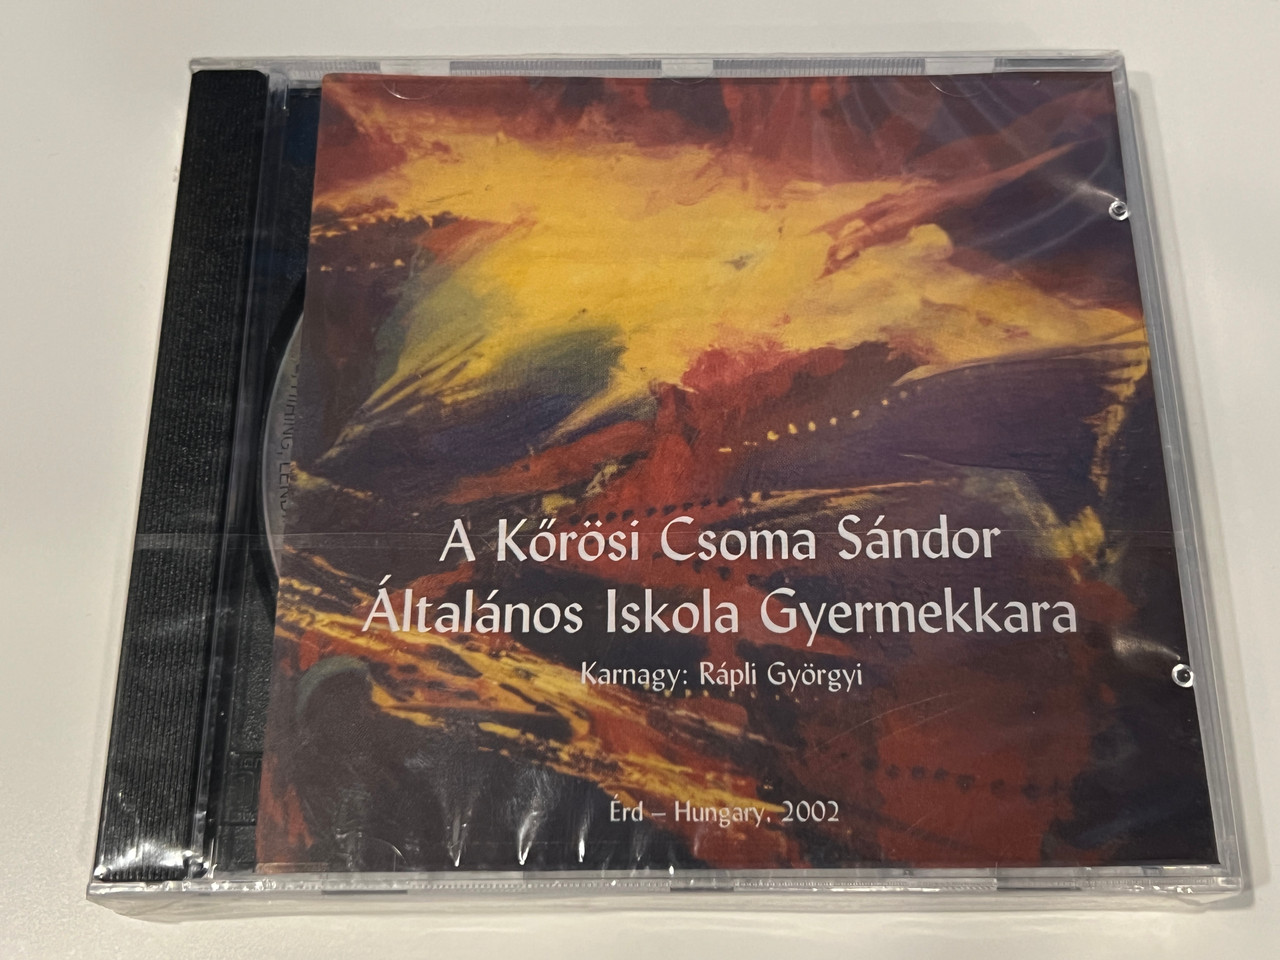 A Kőrösi Csoma Sándor
Általános Iskola Gyermekkara
Karnagy: Rápli Györgyi
Érd – Hungary, 2002